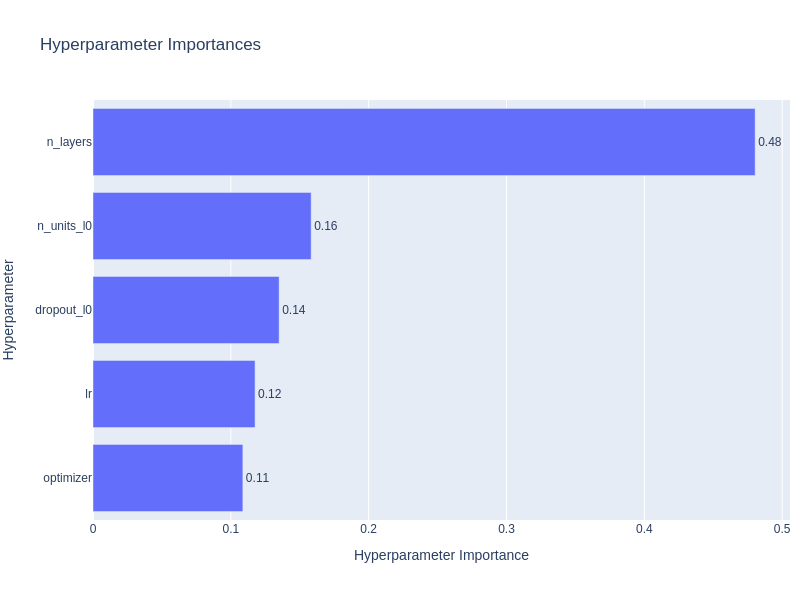 Hyperparameter Importances
Hyperparameter
n_layers
0.48
n_units_l0
0.16
dropout_l0
0.14
lr
0.12
optimizer
0.11
0 0.1 0.2 0.3 0.4 0.5
Hyperparameter Importance